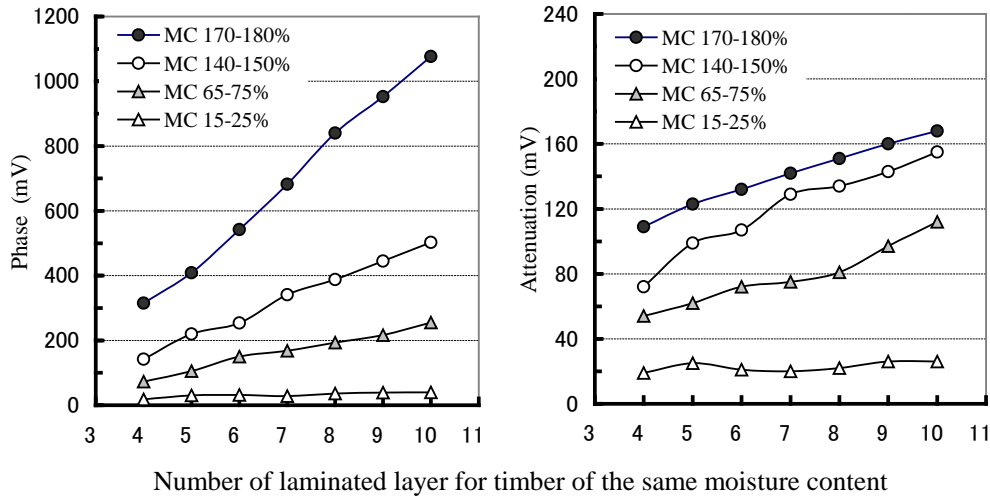 1200
1000
800
600
400
200
0
Phase (mV)
MC 170-180%
MC 140-150%
MC 65-75%
MC 15-25%
3 4 5 6 7 8 9 10 11
240
200
160
120
80
40
0
Attenuation (mV)
MC 170-180%
MC 140-150%
MC 65-75%
MC 15-25%
3 4 5 6 7 8 9 10 11
Number of laminated layer for timber of the same moisture content